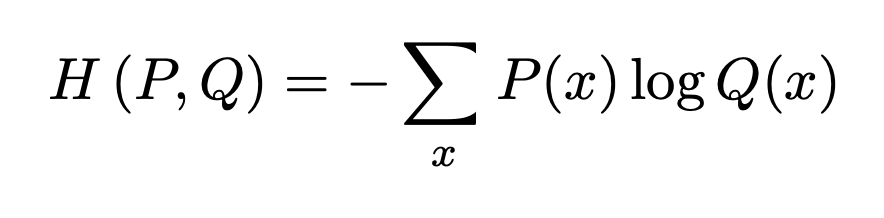 H (P, Q) = − ∑ P(x) log Q(x)
x